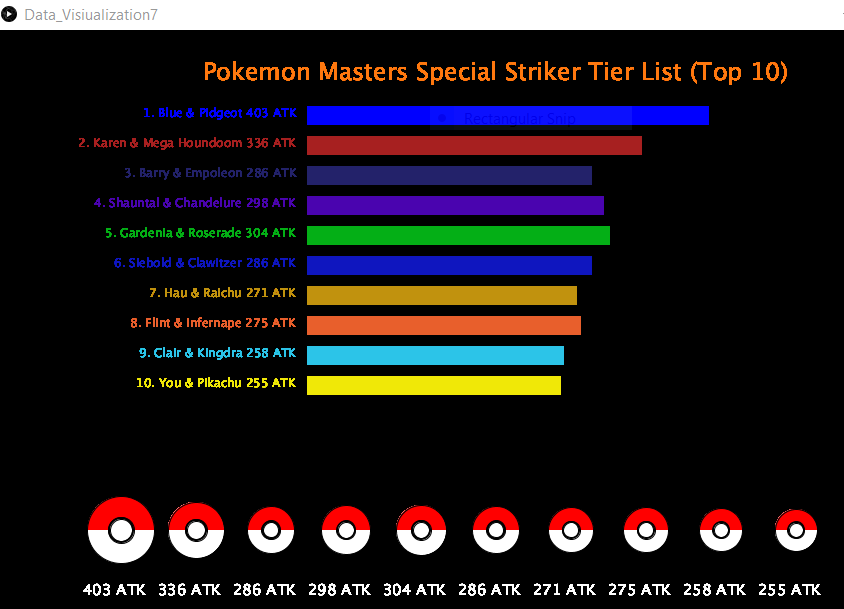 Data_Visiualization7
Pokemon Masters Special Striker Tier List (Top 10)
1. Blue & Pidgeot 403 ATK
Rectangular Snip
2. Karen & Mega Houndoom 336 ATK
3. Barry & Empoleon 286 ATK
4. Shauntal & Chandelure 298 ATK
5. Gardenia & Roserade 304 ATK
6. Siebold & Clawitzer 286 ATK
7. Hau & Raichu 271 ATK
8. Flint & Infernape 275 ATK
9. Clair & Kingdra 258 ATK
10. You & Pikachu 255 ATK
403 ATK 336 ATK 286 ATK 298 ATK 304 ATK 286 ATK 271 ATK 275 ATK 258 ATK 255 ATK